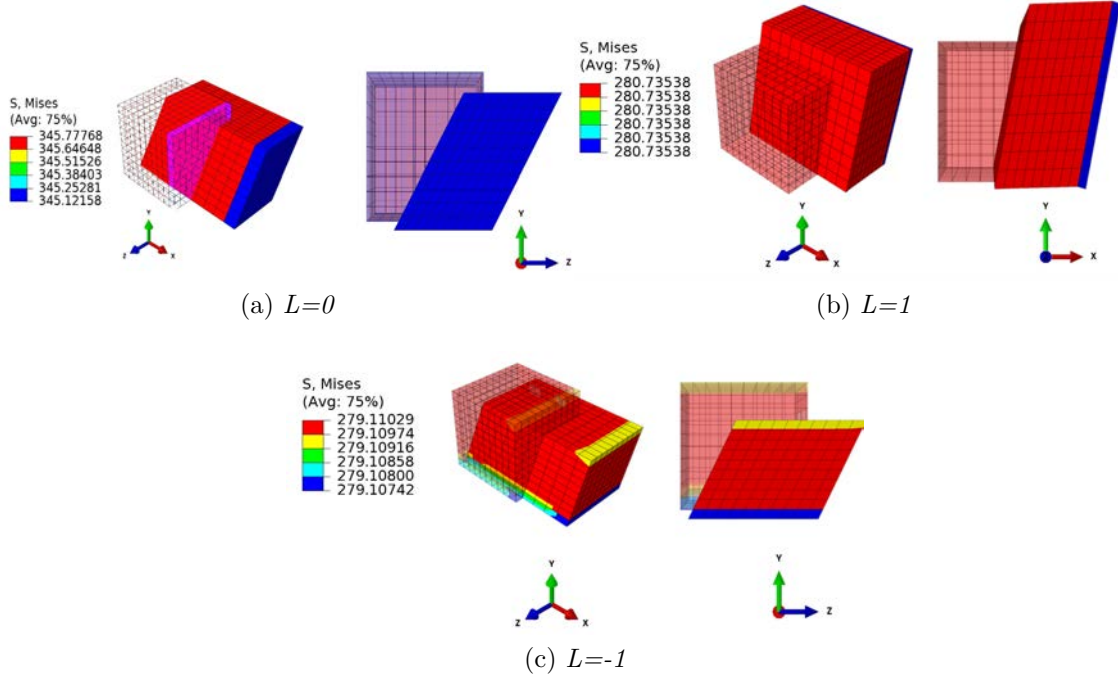 S, Mises
(Avg: 75%)
345.77768
345.64648
345.51526
345.38403
345.25281
345.12158
Y
Z
X
Y
Z
(a) L=0
S, Mises
(Avg: 75%)
280.73538
280.73538
280.73538
280.73538
280.73538
280.73538
Y
Z
X
Y
X
(b) L=1
S, Mises
(Avg: 75%)
279.11029
279.10974
279.10916
279.10858
279.10800
279.10742
Y
Z
X
Y
Z
(c) L=-1